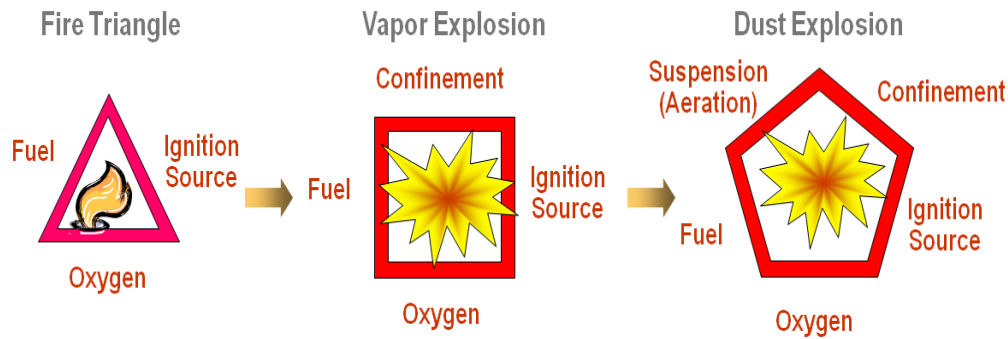 Fire Triangle
Fuel
Ignition
Source
Oxygen
Vapor Explosion
Confinement
Fuel
Ignition
Source
Oxygen
Dust Explosion
Suspension
(Aeration)
Confinement
Fuel
Ignition
Source
Oxygen